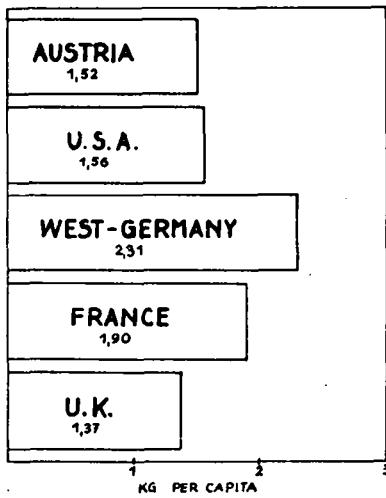 AUSTRIA
1,52
U.S.A.
1,56
WEST-GERMANY
2,31
FRANCE
1,90
U.K.
1,37
1 2 3
KG PER CAPITA